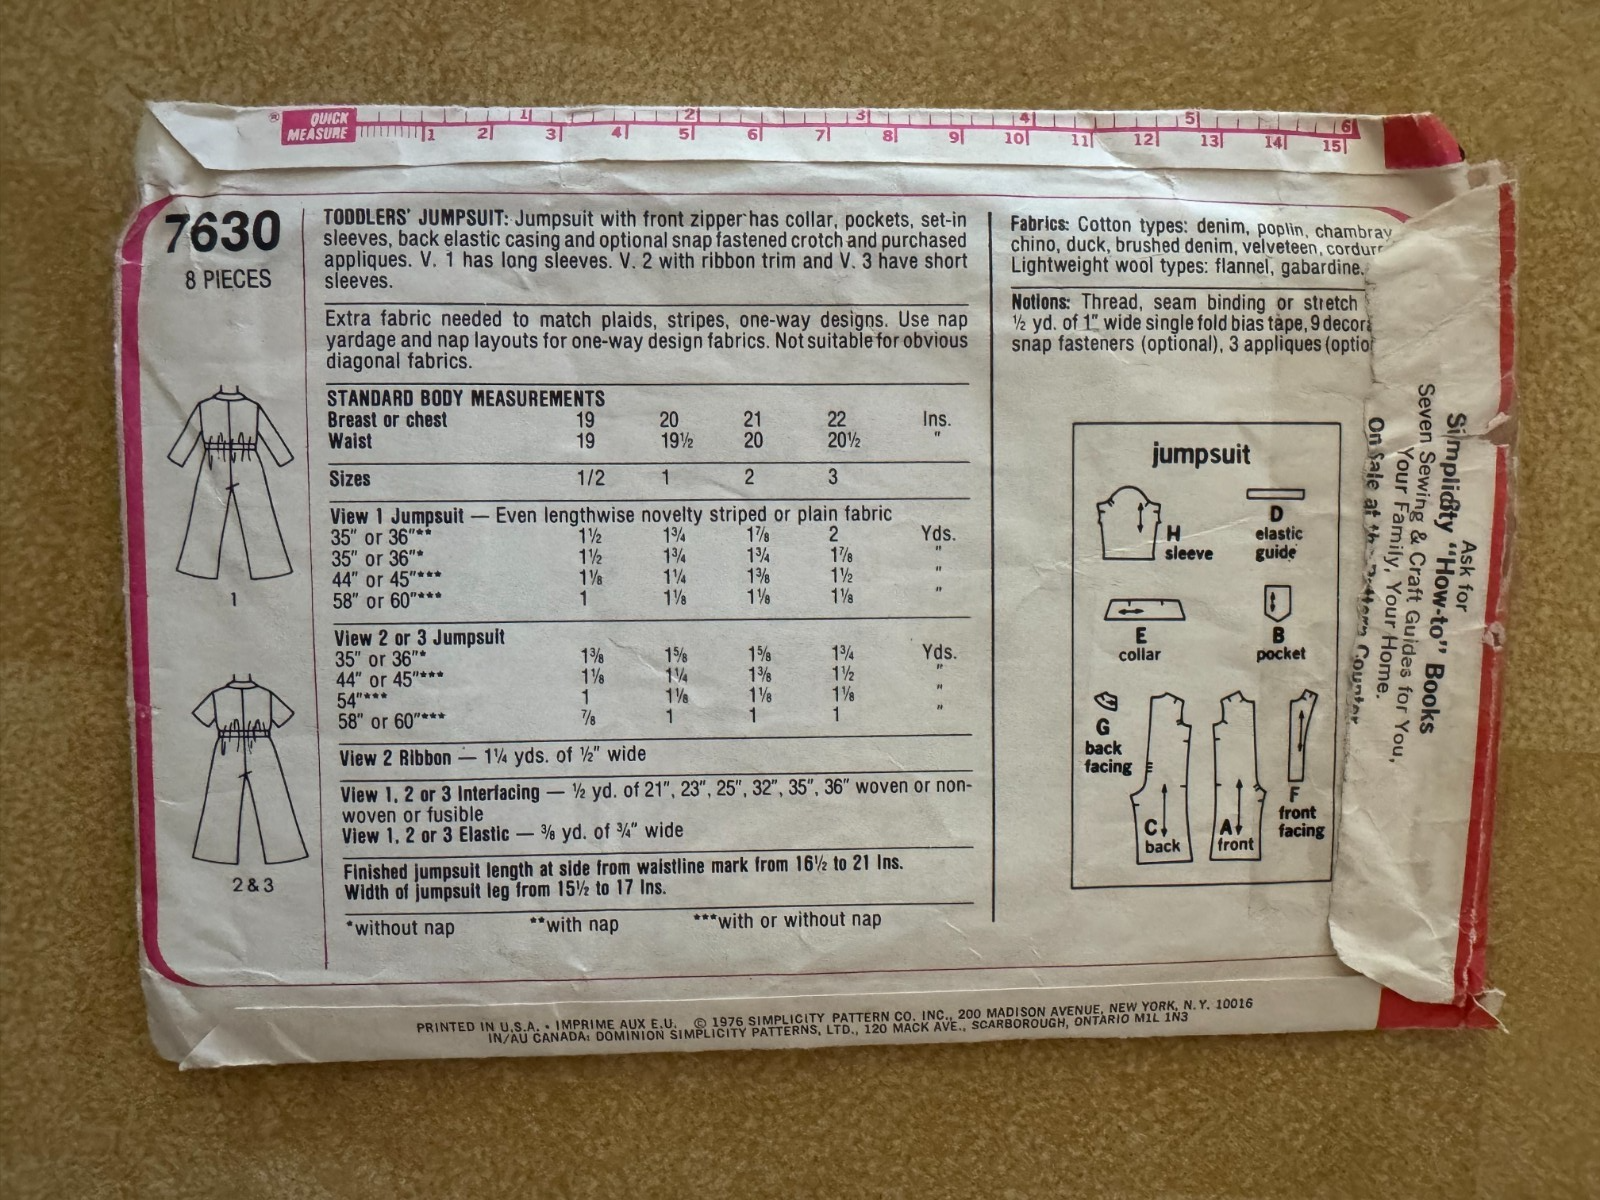 ® QUICK
MEASURE
1 2 3 4 5 6
1 2 3 4 5 6 7 8 9 10 11 12 13 14 15
7630
8 PIECES
TODDLERS' JUMPSUIT: Jumpsuit with front zipper has collar, pockets, set-in
sleeves, back elastic casing and optional snap fastened crotch and purchased
appliques. V. 1 has long sleeves. V. 2 with ribbon trim and V. 3 have short
sleeves.
Extra fabric needed to match plaids, stripes, one-way designs. Use nap
yardage and nap layouts for one-way design fabrics. Not suitable for obvious
diagonal fabrics.
STANDARD BODY MEASUREMENTS
Breast or chest 19 20 21 22 Ins.
Waist 19 19½ 20 20½ "
Sizes 1/2 1 2 3
View 1 Jumpsuit — Even lengthwise novelty striped or plain fabric
35" or 36"** 1½ 1¾ 1⅞ 2 Yds.
35" or 36"* 1½ 1¾ 1¾ 1⅞ "
44" or 45"*** 1⅛ 1¼ 1⅜ 1½ "
58" or 60"*** 1 1⅛ 1⅛ 1⅛ "
View 2 or 3 Jumpsuit
35" or 36"* 1⅜ 1⅝ 1⅝ 1¾ Yds.
44" or 45"*** 1⅛ 1¼ 1⅜ 1½ "
54"*** 1 1⅛ 1⅛ 1⅛ "
58" or 60"*** ⅞ 1 1 1 "
View 2 Ribbon — 1¼ yds. of ½" wide
View 1, 2 or 3 Interfacing — ½ yd. of 21", 23", 25", 32", 35", 36" woven or non-
woven or fusible
View 1, 2 or 3 Elastic — ⅜ yd. of ¾" wide
Finished jumpsuit length at side from waistline mark from 16½ to 21 Ins.
Width of jumpsuit leg from 15½ to 17 Ins.
*without nap **with nap ***with or without nap
1
2 & 3
Fabrics: Cotton types: denim, poplin, chambray
chino, duck, brushed denim, velveteen,
Lightweight wool types: flannel, gabardine.
Notions: Thread, seam binding or stretch
½ yd. of 1" wide single fold bias tape, 9
snap fasteners (optional), 3 appliques
jumpsuit
H
sleeve
D
elastic
guide
E
collar
B
pocket
G
back
facing
C
back
A
front
F
front
facing
Ask for
Simplicity "How-to" Books
Seven Sewing & Craft Guides for You,
Your Family, Your Home.
On Sale at the Pattern Counter
PRINTED IN U.S.A. • IMPRIME AUX E.U. © 1976 SIMPLICITY PATTERN CO. INC., 200 MADISON AVENUE, NEW YORK, N.Y. 10016
IN/AU CANADA: DOMINION SIMPLICITY PATTERNS, LTD., 120 MACK AVE., SCARBOROUGH, ONTARIO M1L 1N3